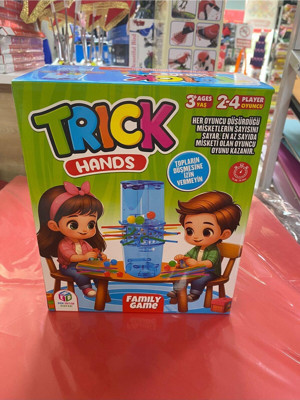 3+ AGES YAŞ
2-4 PLAYER OYUNCU
TRICK
HANDS
HER OYUNCU DÜŞÜRDÜĞÜ
MİSKETLERİN SAYISINI
SAYAR. EN AZ SAYIDA
MİSKETİ OLAN OYUNCU
OYUNU KAZANIR.
TOPLARIN
DÜŞMESİNE
İZİN
VERMEYİN
FAMILY
GAME